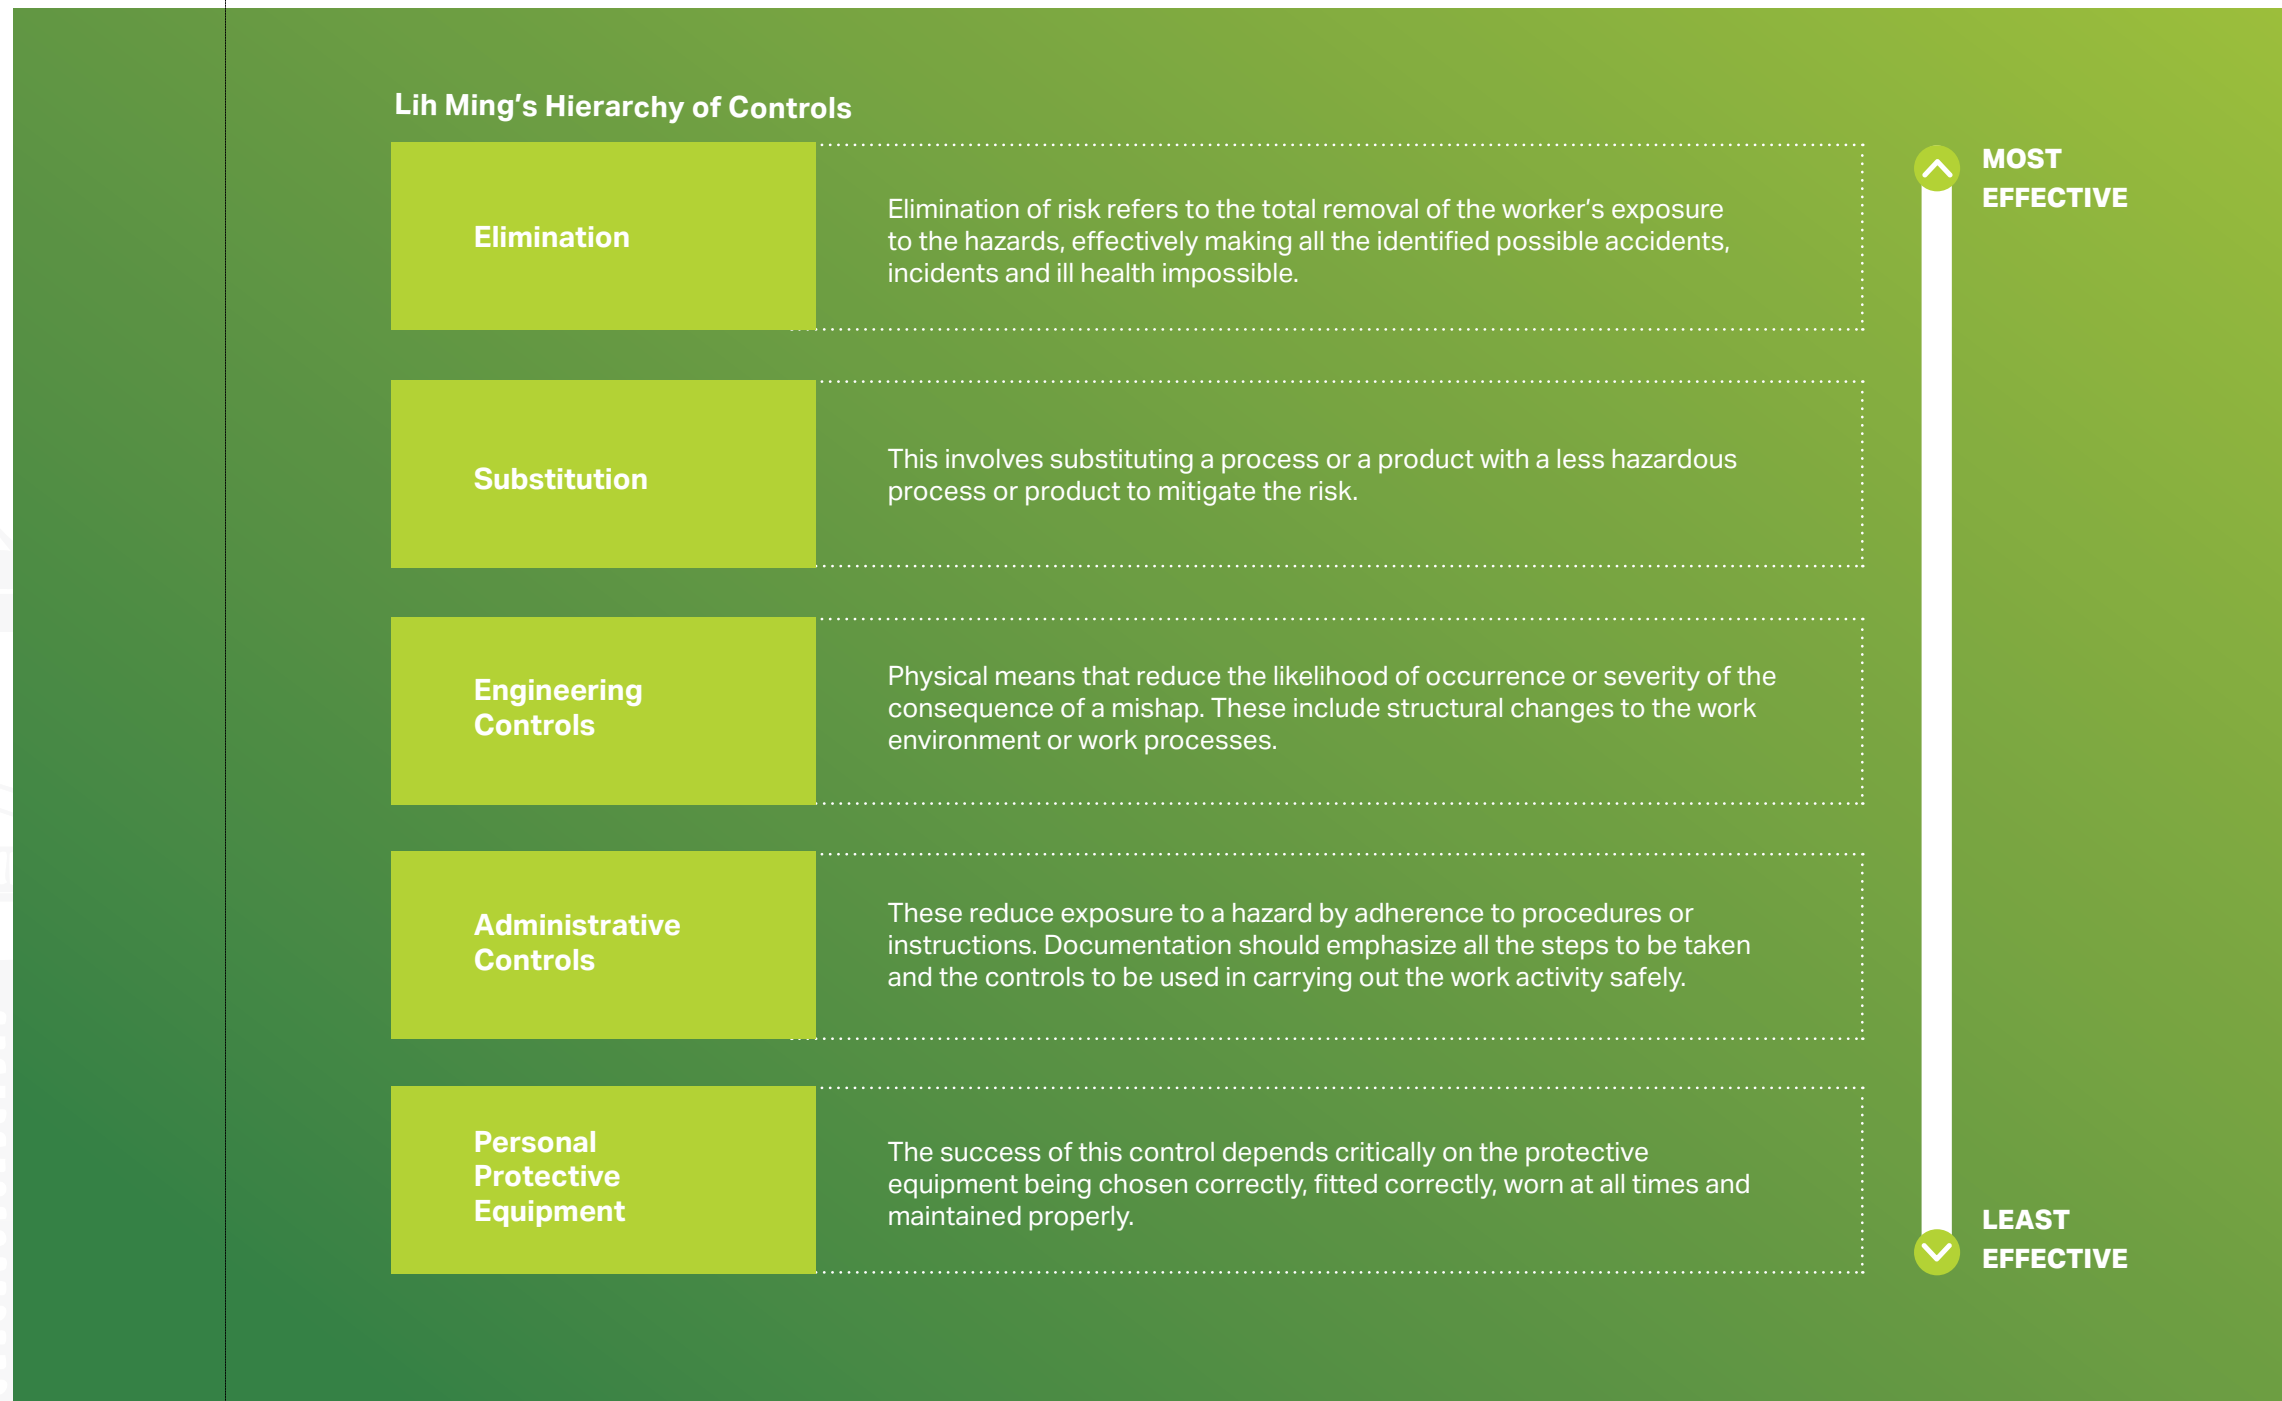 Lih Ming’s Hierarchy of Controls
Elimination
Elimination of risk refers to the total removal of the worker’s exposure
to the hazards, effectively making all the identified possible accidents,
incidents and ill health impossible.
MOST
EFFECTIVE
Substitution
This involves substituting a process or a product with a less hazardous
process or product to mitigate the risk.
Engineering
Controls
Physical means that reduce the likelihood of occurrence or severity of the
consequence of a mishap. These include structural changes to the work
environment or work processes.
Administrative
Controls
These reduce exposure to a hazard by adherence to procedures or
instructions. Documentation should emphasize all the steps to be taken
and the controls to be used in carrying out the work activity safely.
Personal
Protective
Equipment
The success of this control depends critically on the protective
equipment being chosen correctly, fitted correctly, worn at all times and
maintained properly.
LEAST
EFFECTIVE